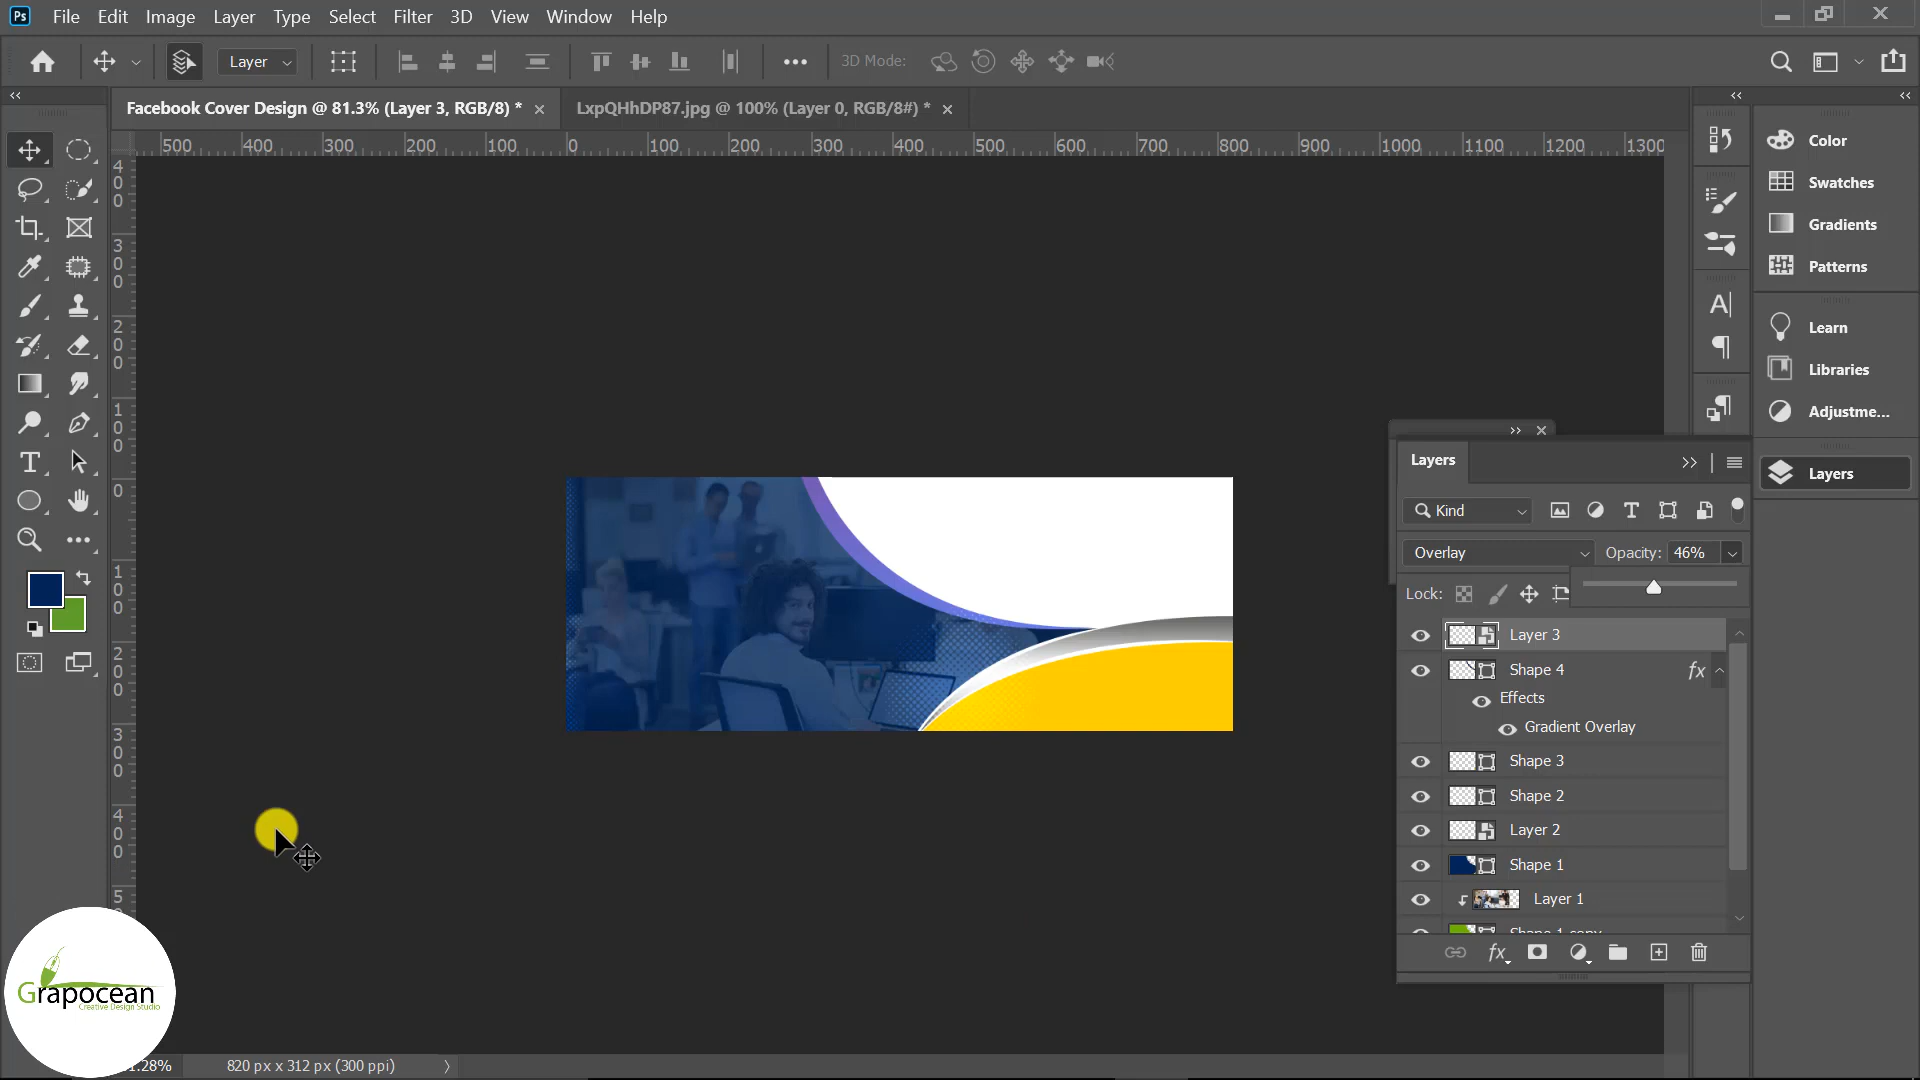 Ps File Edit Image Layer Type Select Filter 3D View Window Help
Layer 3D Mode:
Facebook Cover Design @ 81.3% (Layer 3, RGB/8) * LxpQHhDP87.jpg @ 100% (Layer 0, RGB/8#) *
500 400 300 200 100 0 100 200 300 400 500 600 700 800 900 1000 1100 1200 1300
400
300
200
100
0
100
200
300
400
5
Color
Swatches
Gradients
Patterns
Learn
Libraries
Adjustme...
Layers
Layers
Kind
Overlay Opacity: 46%
Lock:
Layer 3
Shape 4 fx
Effects
Gradient Overlay
Shape 3
Shape 2
Layer 2
Shape 1
Layer 1
Shape 1 copy
fx
Grapocean
Creative Design Studio
1.28% 820 px x 312 px (300 ppi)